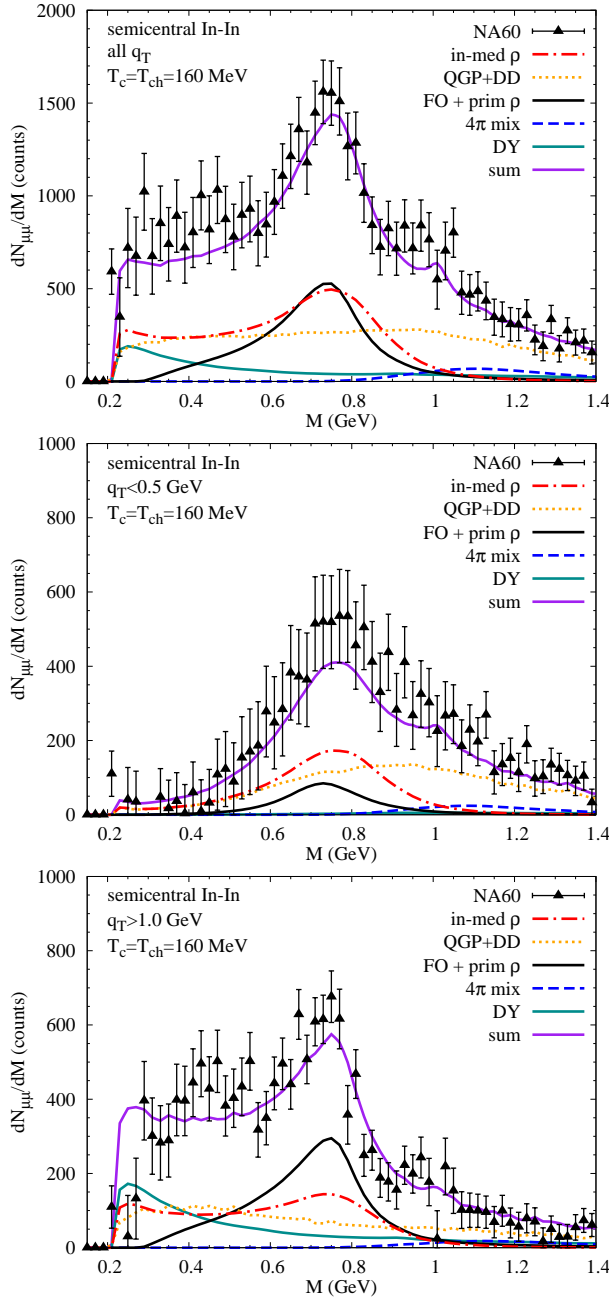 2000
1500
1000
500
0
dN_μμ/dM (counts)
semicentral In-In
all q_T
T_c=T_ch=160 MeV
NA60
in-med ρ
QGP+DD
FO + prim ρ
4π mix
DY
sum
0.2 0.4 0.6 0.8 1 1.2 1.4
M (GeV)
1000
800
600
400
200
0
dN_μμ/dM (counts)
semicentral In-In
q_T<0.5 GeV
T_c=T_ch=160 MeV
NA60
in-med ρ
QGP+DD
FO + prim ρ
4π mix
DY
sum
0.2 0.4 0.6 0.8 1 1.2 1.4
M (GeV)
1000
800
600
400
200
0
dN_μμ/dM (counts)
semicentral In-In
q_T>1.0 GeV
T_c=T_ch=160 MeV
NA60
in-med ρ
QGP+DD
FO + prim ρ
4π mix
DY
sum
0.2 0.4 0.6 0.8 1 1.2 1.4
M (GeV)